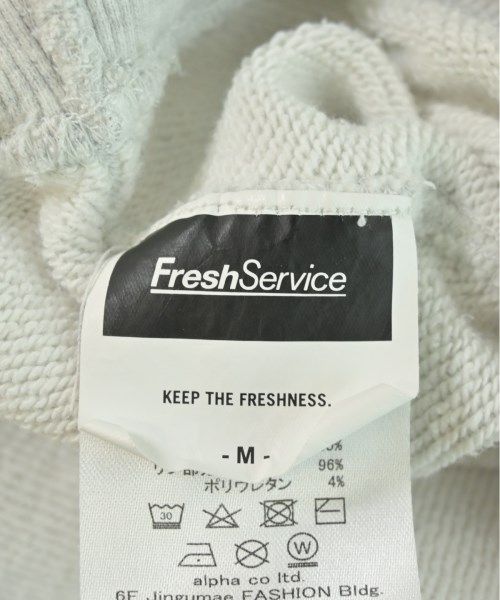 FreshService
KEEP THE FRESHNESS.
- M -
96%
ポリウレタン 4%
30
W
alpha co ltd.
6F Jingumae FASHION Bldg.